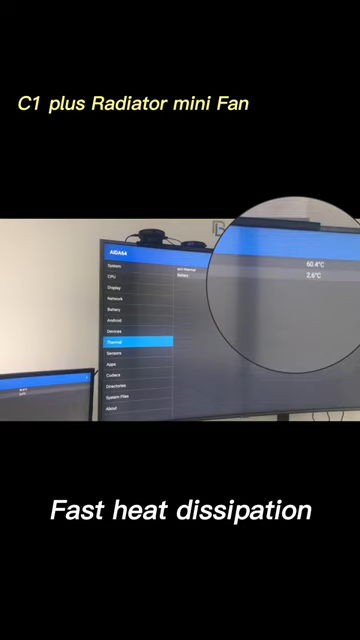 C1 plus Radiator mini Fan
AIDA64
System
CPU
Display
Network
Battery
Android
Devices
Thermal
Sensors
Apps
Codecs
Directories
System Files
About
Battery
60.4°C
2.6°C
Fast heat dissipation